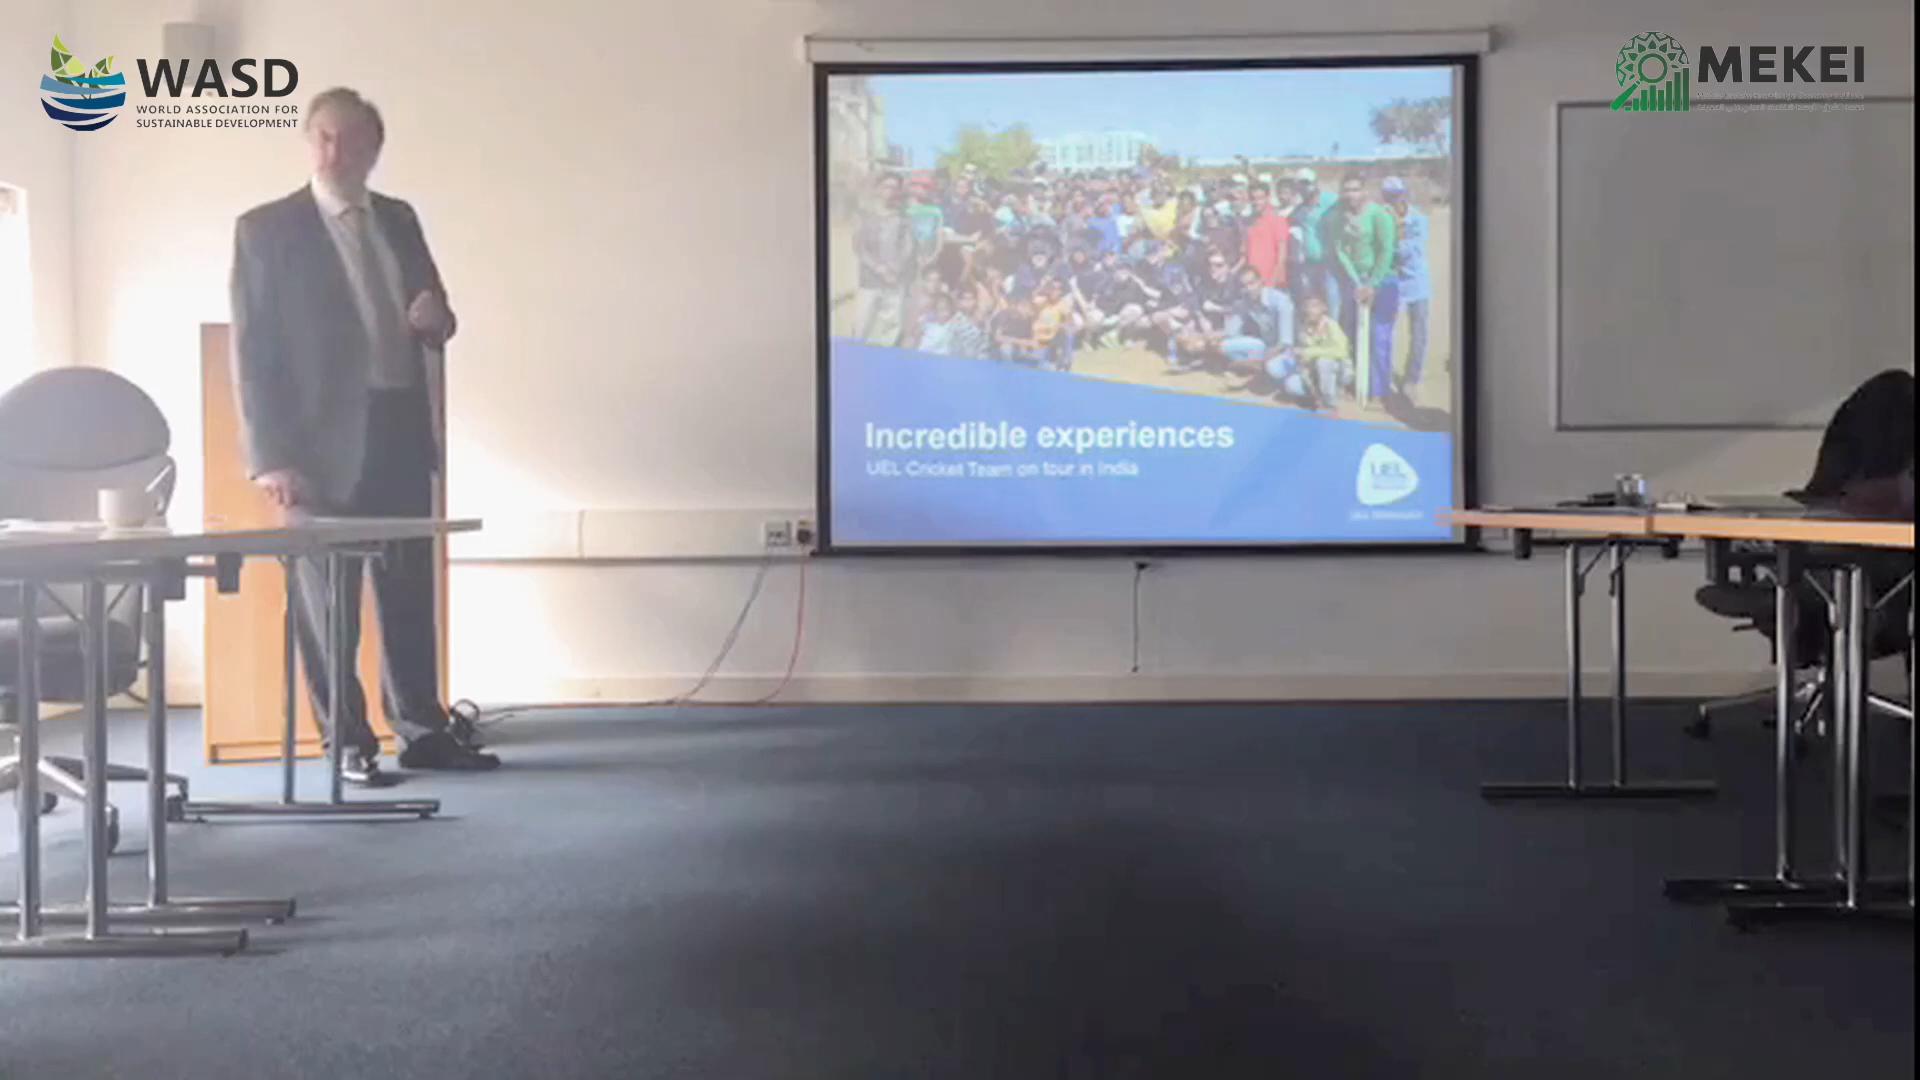 WASD
WORLD ASSOCIATION FOR
SUSTAINABLE DEVELOPMENT
MEKEI
Incredible experiences
UEL Cricket Team on tour in India
UEL